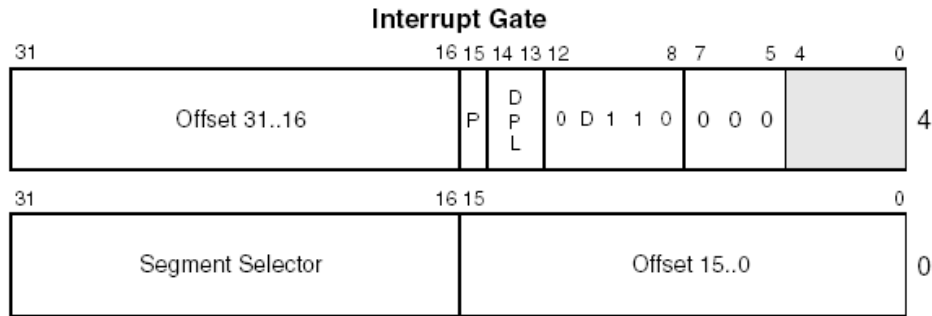 Interrupt Gate
31 16 15 14 13 12 8 7 5 4 0
Offset 31..16 P DPL 0 D 1 1 0 0 0 0 4
31 16 15 0
Segment Selector Offset 15..0 0